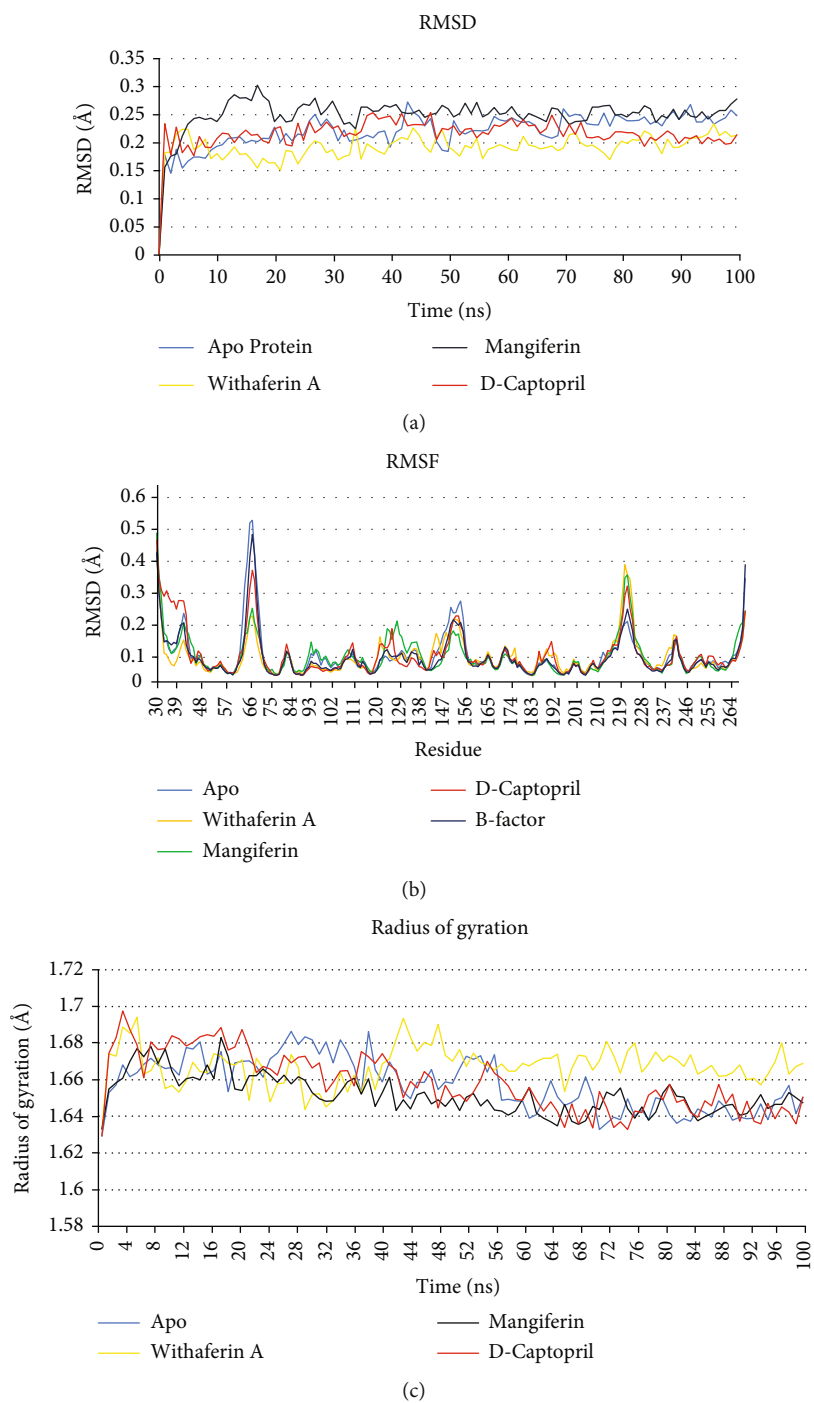 RMSD
0.35
0.3
0.25
0.2
0.15
0.1
0.05
0
RMSD (Å)
0 10 20 30 40 50 60 70 80 90 100
Time (ns)
Apo Protein
Mangiferin
Withaferin A
D-Captopril
(a)
RMSF
0.6
0.5
0.4
0.3
0.2
0.1
0
RMSD (Å)
30 39 48 57 66 75 84 93 102 111 120 129 138 147 156 165 174 183 192 201 210 219 228 237 246 255 264
Residue
Apo
D-Captopril
Withaferin A
B-factor
Mangiferin
(b)
Radius of gyration
1.72
1.7
1.68
1.66
1.64
1.62
1.6
1.58
Radius of gyration (Å)
0 4 8 12 16 20 24 28 32 36 40 44 48 52 56 60 64 68 72 76 80 84 88 92 96 100
Time (ns)
Apo
Mangiferin
Withaferin A
D-Captopril
(c)